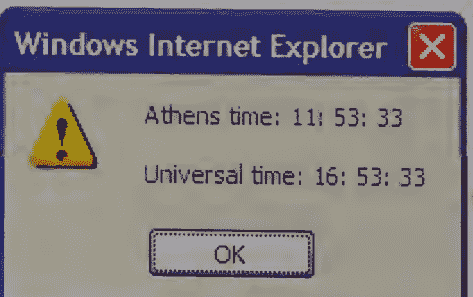 Windows Internet Explorer
Athens time: 11: 53: 33
Universal time: 16: 53: 33
OK